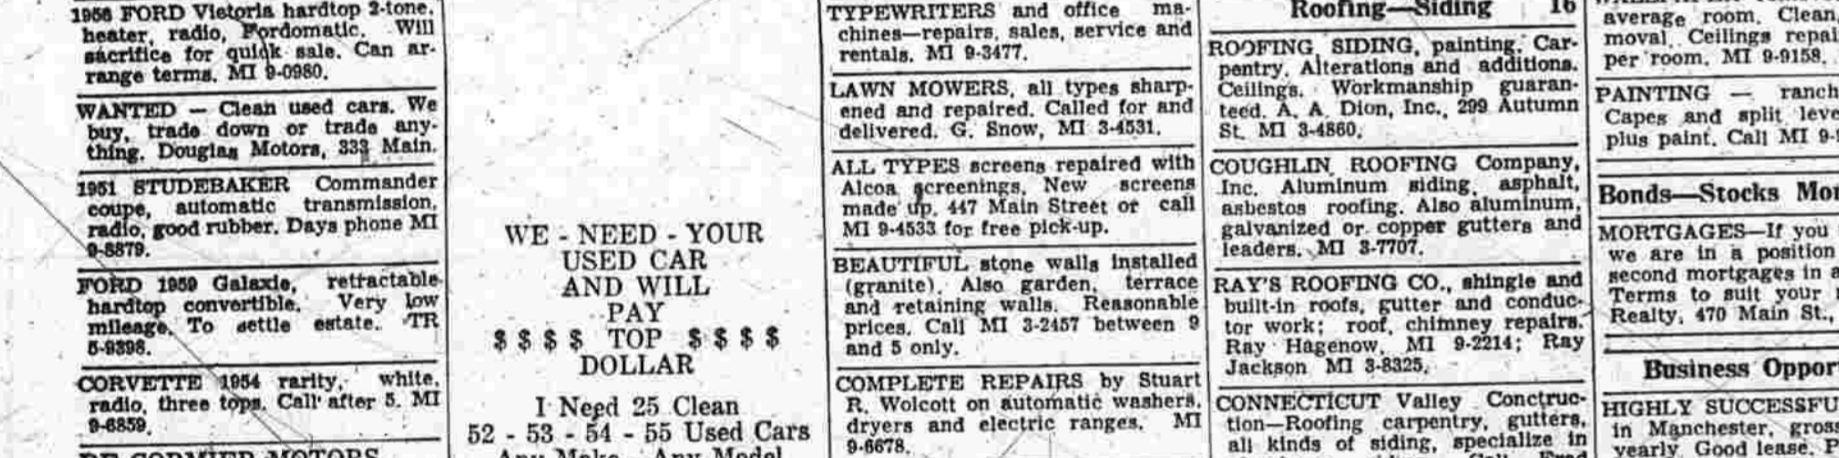 1956 FORD Victoria hardtop 2-tone,
heater, radio, Fordomatic. Will
sacrifice for quick sale. Can ar-
range terms. MI 9-0980.
WANTED — Clean used cars. We
buy, trade down or trade any-
thing. Douglas Motors, 333 Main.
1951 STUDEBAKER Commander
coupe, automatic transmission,
radio, good rubber. Days phone MI
9-8879.
FORD 1959 Galaxie, retractable
hardtop convertible. Very low
mileage. To settle estate. TR
5-9398.
CORVETTE 1954 rarity, white,
radio, three tops. Call after 5. MI
9-6859.
DE CORMIER MOTORS
WE - NEED - YOUR
USED CAR
AND WILL
PAY
$ $ $ $ TOP $ $ $ $
DOLLAR
I Need 25 Clean
52 - 53 - 54 - 55 Used Cars
Any Make - Any Model
TYPEWRITERS and office ma-
chines—repairs, sales, service and
rentals. MI 9-3477.
LAWN MOWERS, all types sharp-
ened and repaired. Called for and
delivered. G. Snow, MI 3-4531.
ALL TYPES screens repaired with
Alcoa screenings. New screens
made up. 447 Main Street or call
MI 9-4533 for free pick-up.
BEAUTIFUL stone walls installed
(granite). Also garden, terrace
and retaining walls. Reasonable
prices. Call MI 3-2457 between 9
and 5 only.
COMPLETE REPAIRS by Stuart
R. Wolcott on automatic washers,
dryers and electric ranges. MI
9-6678.
Roofing—Siding 16
ROOFING, SIDING, painting. Car-
pentry. Alterations and additions.
Ceilings. Workmanship guaran-
teed. A. A. Dion, Inc., 299 Autumn
St. MI 3-4860.
COUGHLIN ROOFING Company,
Inc. Aluminum siding, asphalt,
asbestos roofing. Also aluminum,
galvanized or copper gutters and
leaders. MI 3-7707.
RAY'S ROOFING CO., shingle and
built-in roofs, gutter and conduc-
tor work; roof, chimney repairs.
Ray Hagenow, MI 9-2214; Ray
Jackson MI 3-8325.
CONNECTICUT Valley Conctruc-
tion—Roofing carpentry, gutters,
all kinds of siding, specialize in
average room. Clean,
moval. Ceilings repai
per room. MI 9-9158.
PAINTING — ranch
Capes and split leve
plus paint. Call MI 9-
Bonds—Stocks Mor
MORTGAGES—If you
we are in a position
second mortgages in a
Terms to suit your
Realty, 470 Main St.,
Business Oppor
HIGHLY SUCCESSFU
in Manchester, gross
yearly. Good lease. P